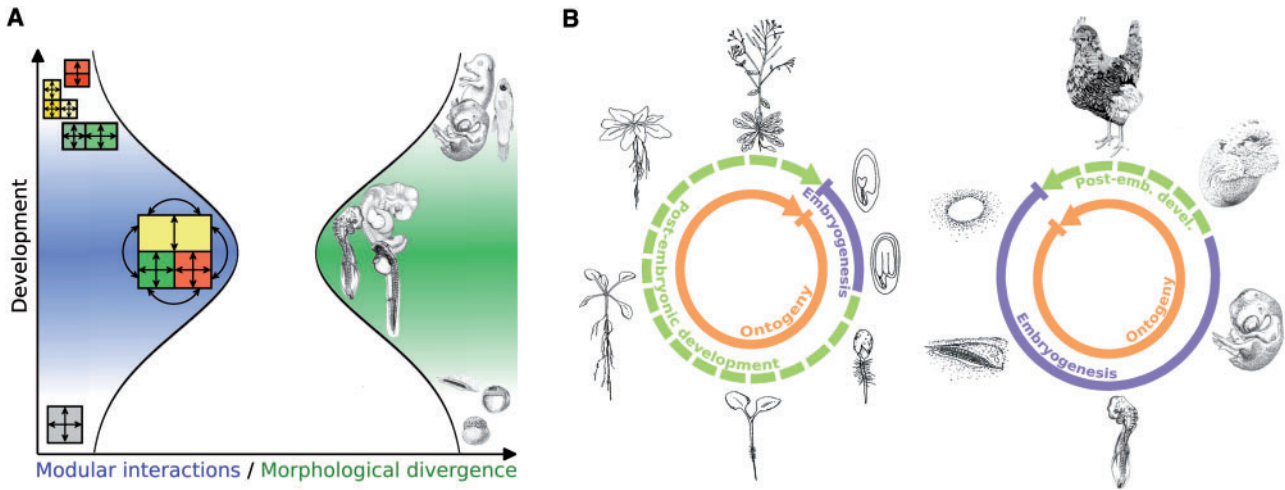 A
B
Development
Modular interactions / Morphological divergence
Post-embryonic development
Embryogenesis
Ontogeny
Post-emb. devel.
Embryogenesis
Ontogeny